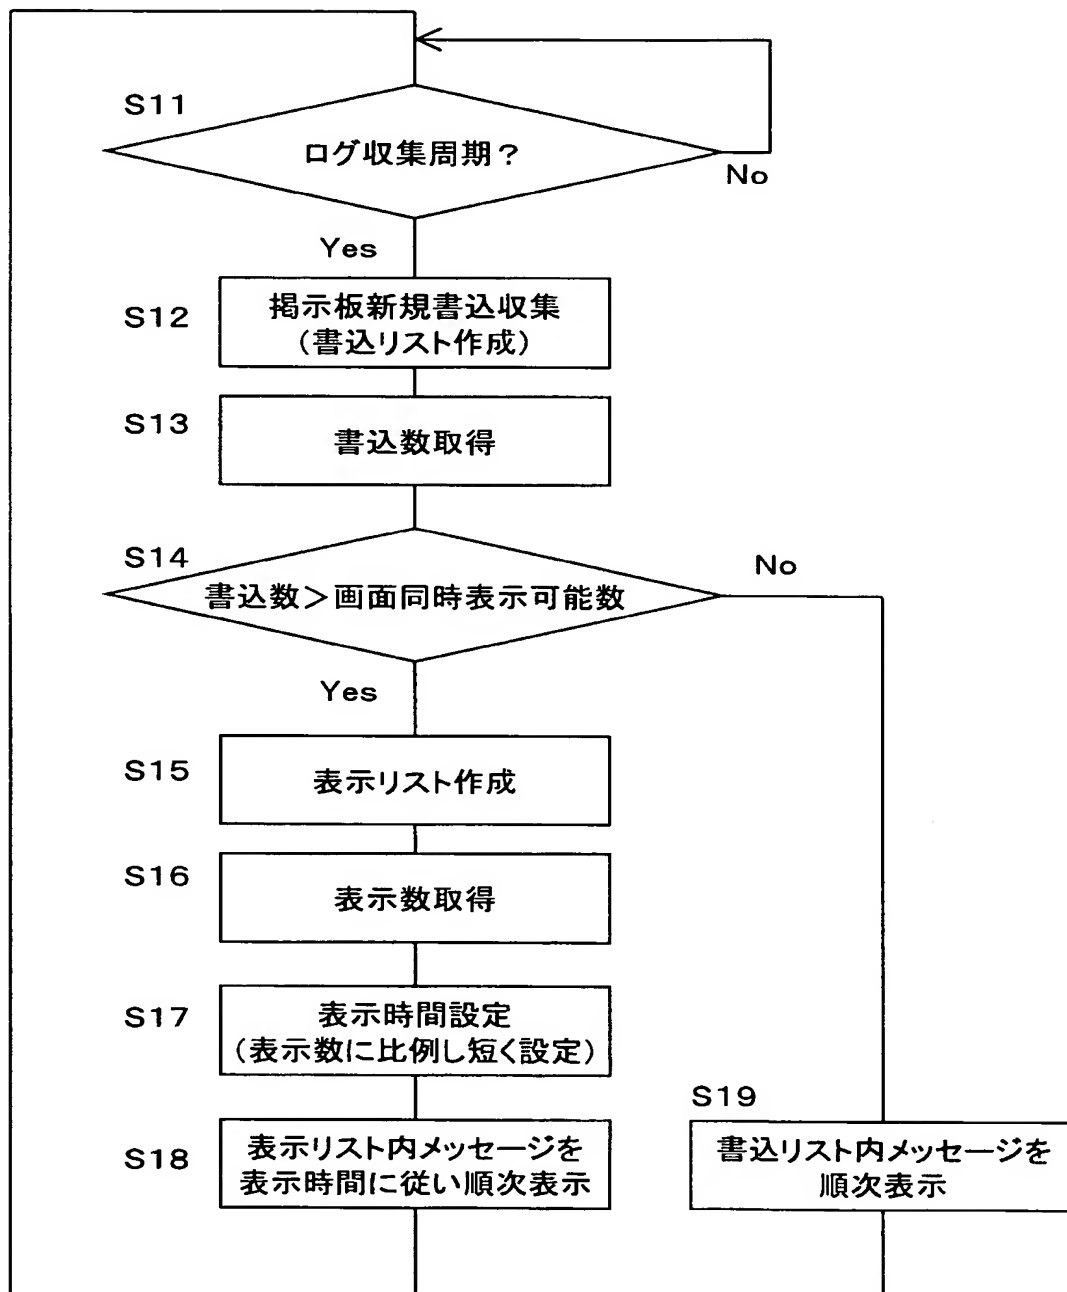 S11
ログ収集周期?
No
Yes
S12
掲示板新規書込収集
(書込リスト作成)
S13
書込数取得
S14
書込数>画面同時表示可能数
No
Yes
S15
表示リスト作成
S16
表示数取得
S17
表示時間設定
(表示数に比例し短く設定)
S18
表示リスト内メッセージを
表示時間に従い順次表示
S19
書込リスト内メッセージを
順次表示